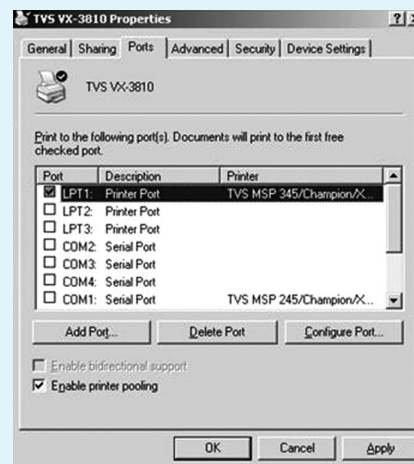 TVS VX-3810 Properties
General Sharing Ports Advanced Security Device Settings
TVS VX-3810
Print to the following port(s). Documents will print to the first free
checked port.
Port Description Printer
LPT1: Printer Port TVS MSP 345/Champion/X...
LPT2: Printer Port
LPT3: Printer Port
COM2: Serial Port
COM3: Serial Port
COM4: Serial Port
COM1: Serial Port TVS MSP 245/Champion/X...
Add Port... Delete Port Configure Port...
Enable bidirectional support
Enable printer pooling
OK Cancel Apply